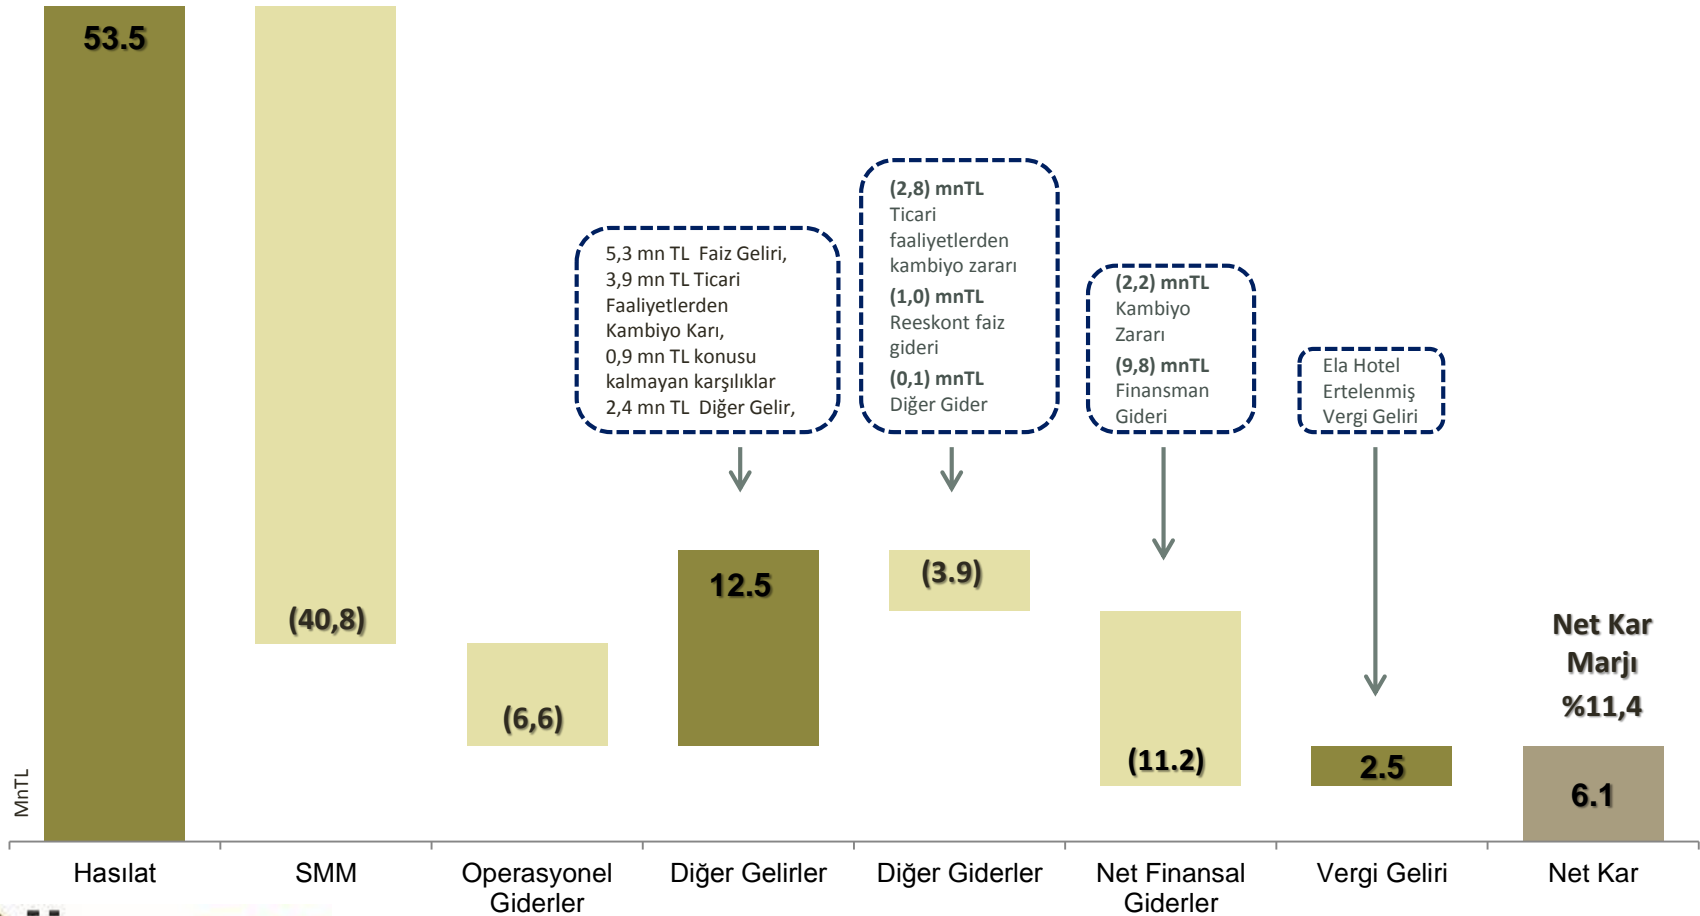 53.5
(40,8)
(6,6)
5,3 mn TL Faiz Geliri,
3,9 mn TL Ticari
Faaliyetlerden
Kambiyo Karı,
0,9 mn TL konusu
kalmayan karşılıklar
2,4 mn TL Diğer Gelir,
12.5
(2,8) mnTL
Ticari
faaliyetlerden
kambiyo zararı
(1,0) mnTL
Reeskont faiz
gideri
(0,1) mnTL
Diğer Gider
(3.9)
(2,2) mnTL
Kambiyo
Zararı
(9,8) mnTL
Finansman
Gideri
(11.2)
Ela Hotel
Ertelenmiş
Vergi Geliri
2.5
Net Kar
Marjı
%11,4
6.1
MnTL
Hasılat
SMM
Operasyonel
Giderler
Diğer Gelirler
Diğer Giderler
Net Finansal
Giderler
Vergi Geliri
Net Kar